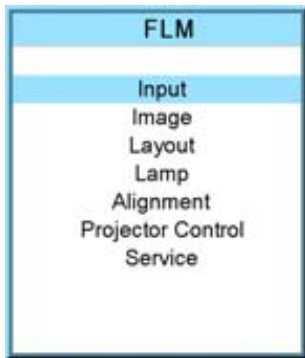 FLM
Input
Image
Layout
Lamp
Alignment
Projector Control
Service